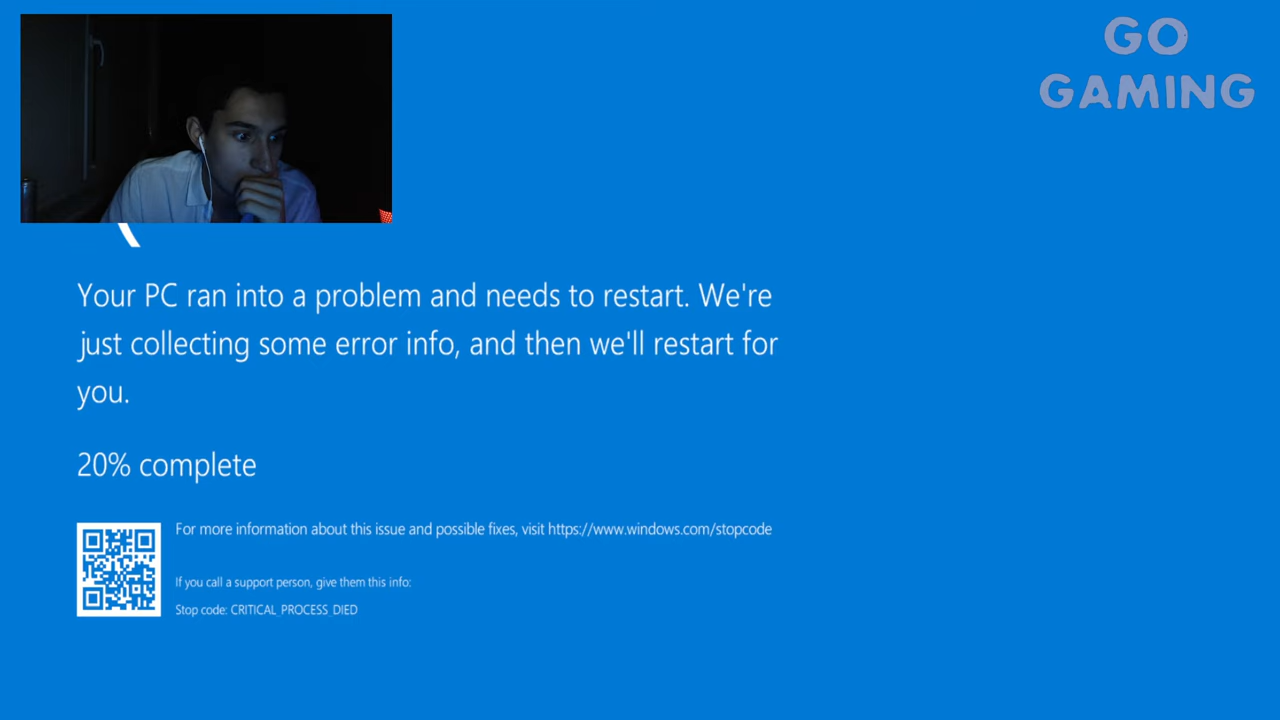 GO
GAMING
Your PC ran into a problem and needs to restart. We're
just collecting some error info, and then we'll restart for
you.
20% complete
For more information about this issue and possible fixes, visit https://www.windows.com/stopcode
If you call a support person, give them this info:
Stop code: CRITICAL_PROCESS_DIED